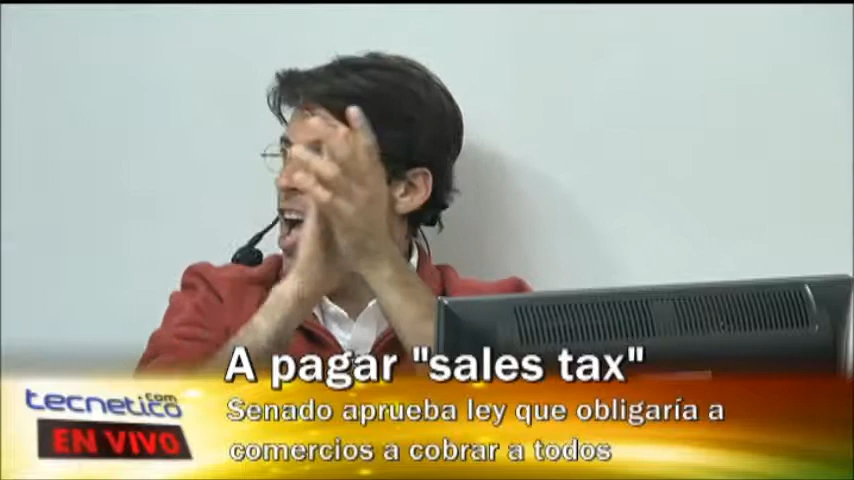 A pagar "sales tax"
Senado aprueba ley que obligaría a
comercios a cobrar a todos
tecnetico.com
EN VIVO